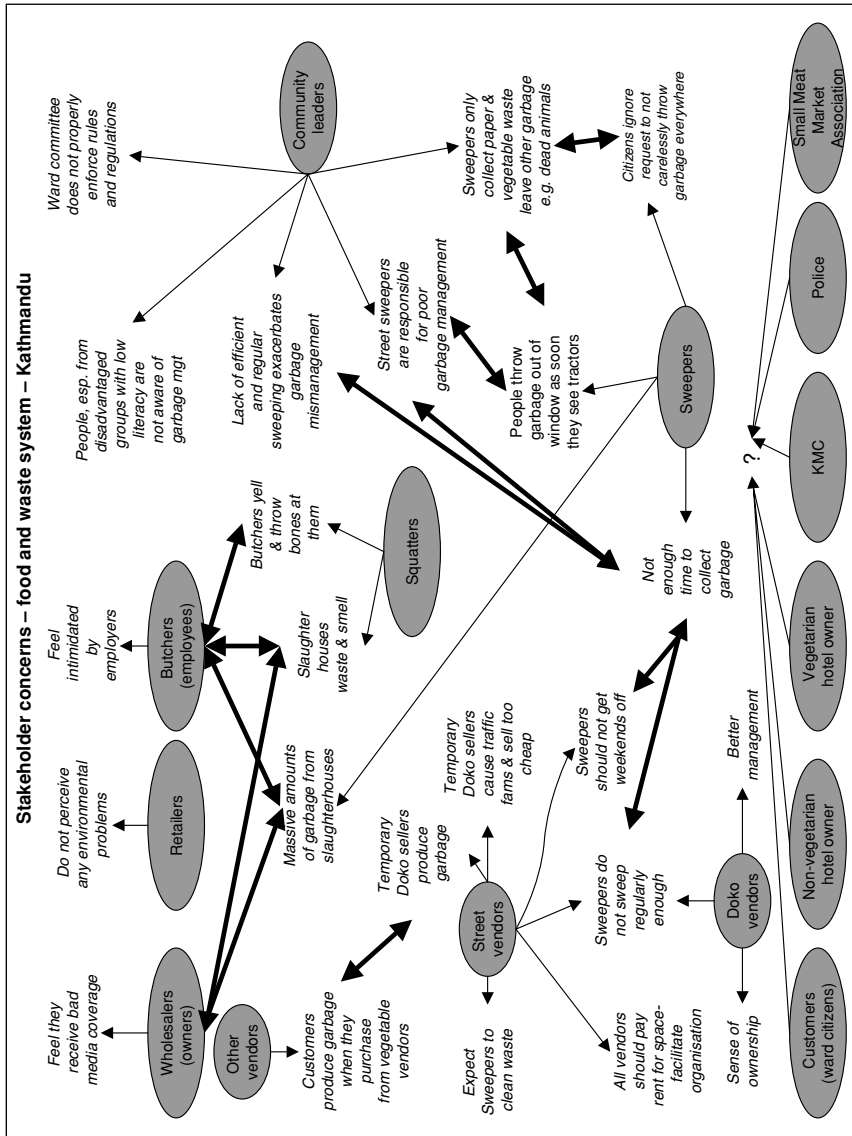 Stakeholder concerns – food and waste system – Kathmandu
Feel they
receive bad
media coverage
Wholesalers
(owners)
Do not perceive
any environmental
problems
Retailers
Feel
intimidated
by
employers
Butchers
(employees)
People, esp. from
disadvantaged
groups with low
literacy are
not aware of
garbage mgt
Ward committee
does not properly
enforce rules
and regulations
Community
leaders
Other
vendors
Customers
produce garbage
when they
purchase
from vegetable
vendors
Massive amounts
of garbage from
slaughterhouses
Slaughter
houses
waste & smell
Butchers yell
& throw
bones at
them
Squatters
Lack of efficient
and regular
sweeping exacerbates
garbage
mismanagement
Street sweepers
are responsible
for poor
garbage management
Sweepers only
collect paper &
vegetable waste
leave other garbage
e.g. dead animals
Temporary
Doko sellers
produce
garbage
Temporary
Doko sellers
cause traffic
fams & sell too
cheap
Street
vendors
Expect
Sweepers to
clean waste
People throw
garbage out of
window as soon
they see tractors
Citizens ignore
request to not
carelessly throw
garbage everywhere
All vendors
should pay
rent for space-
facilitate
organisation
Sweepers do
not sweep
regularly
enough
Sweepers
should not get
weekends off
Not
enough
time to
collect
garbage
Sweepers
Sense of
ownership
Doko
vendors
Better
management
?
Customers
(ward citizens)
Non-vegetarian
hotel owner
Vegetarian
hotel owner
KMC
Police
Small Meat
Market
Association